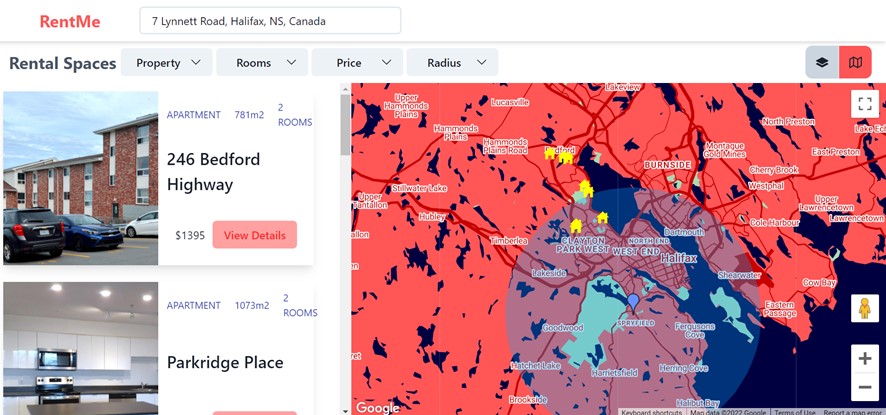 RentMe
7 Lynnett Road, Halifax, NS, Canada
Rental Spaces
Property
Rooms
Price
Radius
APARTMENT
781m2
2
ROOMS
246 Bedford
Highway
$1395
View Details
APARTMENT
1073m2
2
ROOMS
Parkridge Place
Lakeview
Upper
Hammonds
Plains
Lucasville
Hammonds
Plains
Hammonds
Plains Road
Bedford
North Preston
Lake E
Montague
Gold Mines
East Preston
BURNSIDE
Cherry Brook
Westphal
Stillwater Lake
Upper
Tantallon
Hubley
Upper
Lawrencetown
Lawrencetown
Cole Harbour
allon
Timberlea
CLAYTON
PARK WEST
NORTH END
WEST END
Dartmouth
Halifax
en
Lakeside
Shearwater
Cow Bay
Eastern
Passage
SPRYFIELD
Goodwood
Fergusons
Cove
ret
Hatchet Lake
Harrietsfield
Herring Cove
Brookside
Halibut Bay
Google
Keyboard shortcuts
Map data ©2022 Google
Terms of Use
Report a map error